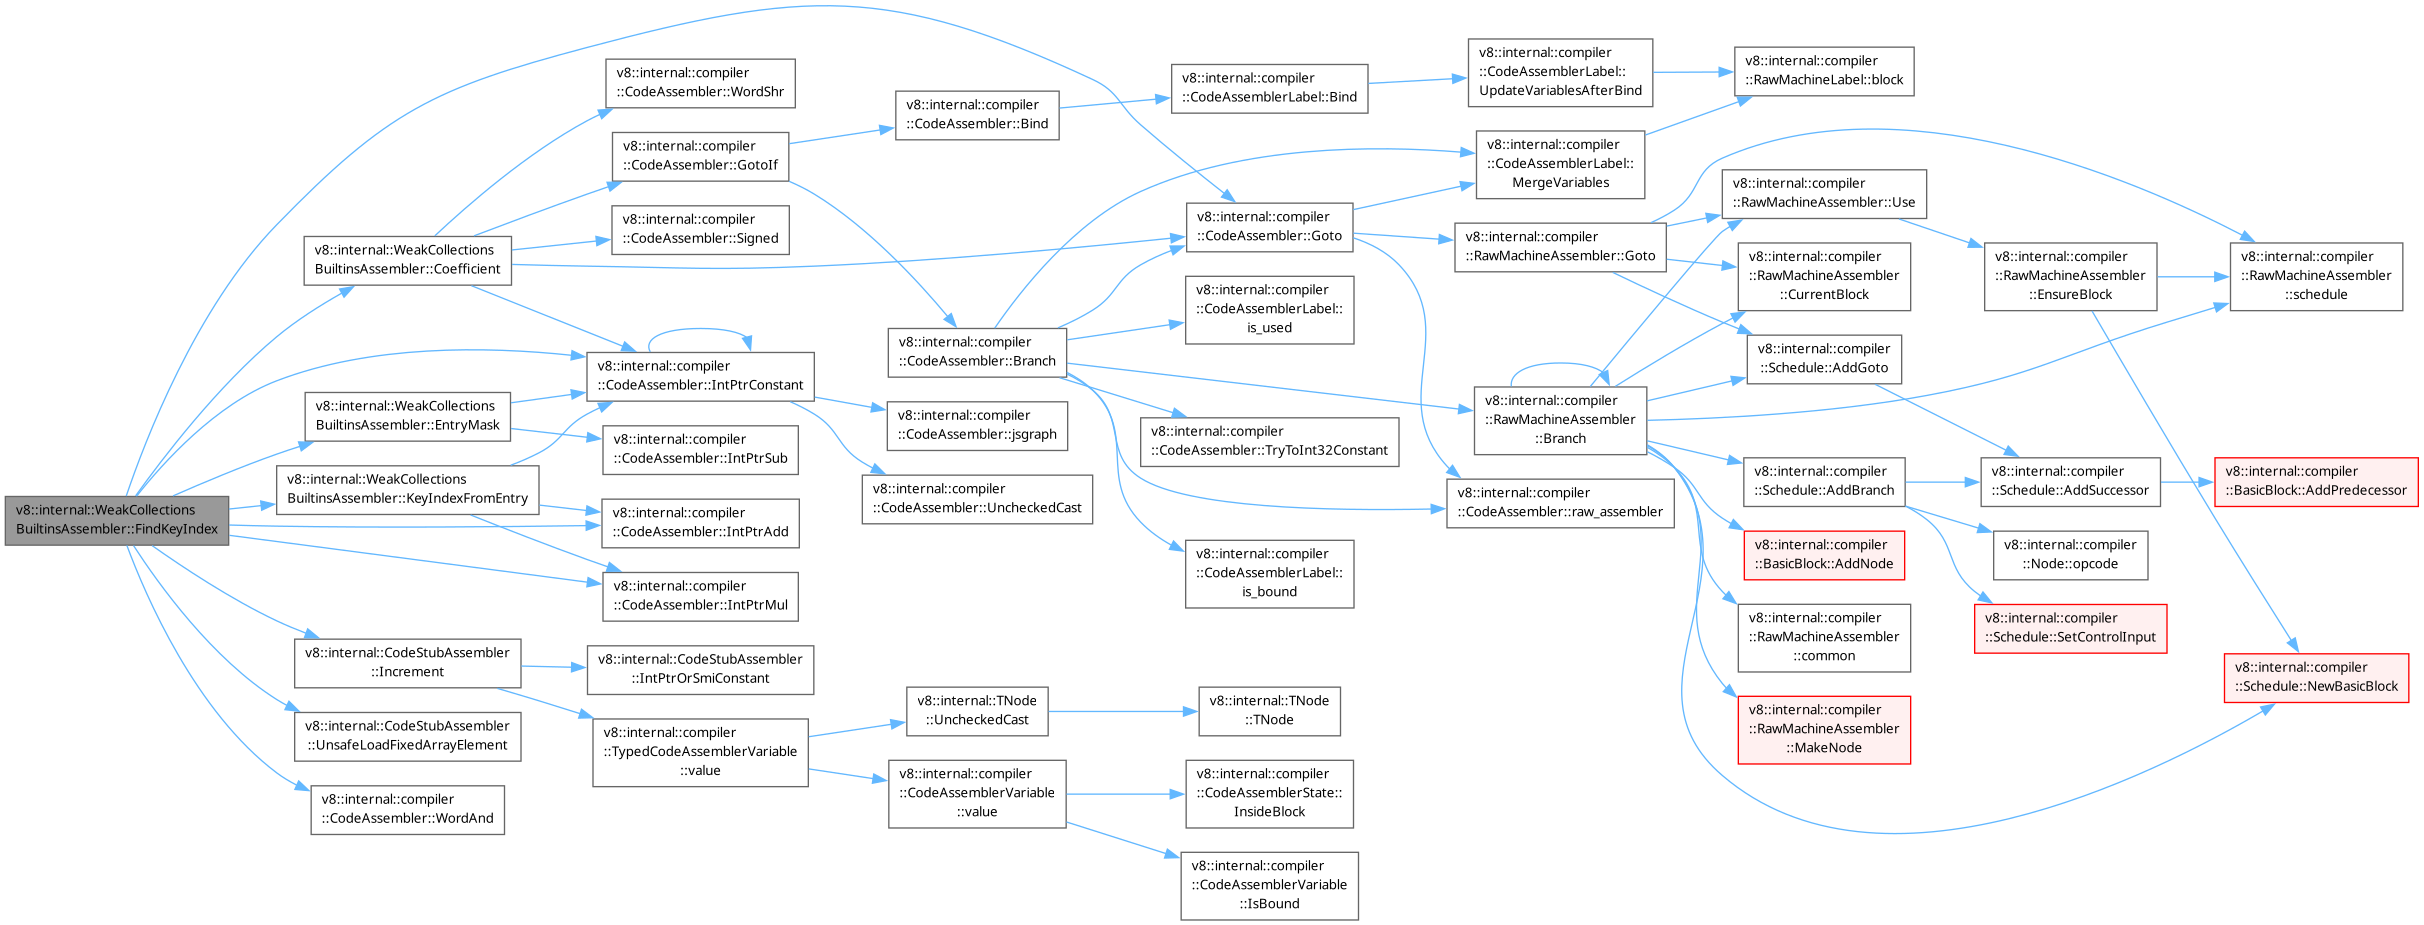 v8::internal::WeakCollections
BuiltinsAssembler::FindKeyIndex
v8::internal::WeakCollections
BuiltinsAssembler::Coefficient
v8::internal::WeakCollections
BuiltinsAssembler::EntryMask
v8::internal::WeakCollections
BuiltinsAssembler::KeyIndexFromEntry
v8::internal::CodeStubAssembler
::Increment
v8::internal::CodeStubAssembler
::UnsafeLoadFixedArrayElement
v8::internal::compiler
::CodeAssembler::WordAnd
v8::internal::compiler
::CodeAssembler::WordShr
v8::internal::compiler
::CodeAssembler::GotoIf
v8::internal::compiler
::CodeAssembler::Signed
v8::internal::compiler
::CodeAssembler::IntPtrConstant
v8::internal::compiler
::CodeAssembler::IntPtrSub
v8::internal::compiler
::CodeAssembler::IntPtrAdd
v8::internal::compiler
::CodeAssembler::IntPtrMul
v8::internal::CodeStubAssembler
::IntPtrOrSmiConstant
v8::internal::compiler
::TypedCodeAssemblerVariable
::value
v8::internal::compiler
::CodeAssembler::Bind
v8::internal::compiler
::CodeAssembler::Branch
v8::internal::compiler
::CodeAssembler::jsgraph
v8::internal::compiler
::CodeAssembler::UncheckedCast
v8::internal::TNode
::UncheckedCast
v8::internal::compiler
::CodeAssemblerVariable
::value
v8::internal::compiler
::CodeAssemblerLabel::Bind
v8::internal::compiler
::CodeAssembler::Goto
v8::internal::compiler
::CodeAssemblerLabel::
is_used
v8::internal::compiler
::CodeAssembler::TryToInt32Constant
v8::internal::compiler
::CodeAssemblerLabel::
is_bound
v8::internal::TNode
::TNode
v8::internal::compiler
::CodeAssemblerState::
InsideBlock
v8::internal::compiler
::CodeAssemblerVariable
::IsBound
v8::internal::compiler
::CodeAssemblerLabel::
UpdateVariablesAfterBind
v8::internal::compiler
::CodeAssemblerLabel::
MergeVariables
v8::internal::compiler
::RawMachineAssembler::Goto
v8::internal::compiler
::RawMachineAssembler
::Branch
v8::internal::compiler
::CodeAssembler::raw_assembler
v8::internal::compiler
::RawMachineLabel::block
v8::internal::compiler
::RawMachineAssembler::Use
v8::internal::compiler
::RawMachineAssembler
::CurrentBlock
v8::internal::compiler
::Schedule::AddGoto
v8::internal::compiler
::Schedule::AddBranch
v8::internal::compiler
::BasicBlock::AddNode
v8::internal::compiler
::RawMachineAssembler
::common
v8::internal::compiler
::RawMachineAssembler
::MakeNode
v8::internal::compiler
::RawMachineAssembler
::EnsureBlock
v8::internal::compiler
::Schedule::AddSuccessor
v8::internal::compiler
::Node::opcode
v8::internal::compiler
::Schedule::SetControlInput
v8::internal::compiler
::RawMachineAssembler
::schedule
v8::internal::compiler
::BasicBlock::AddPredecessor
v8::internal::compiler
::Schedule::NewBasicBlock